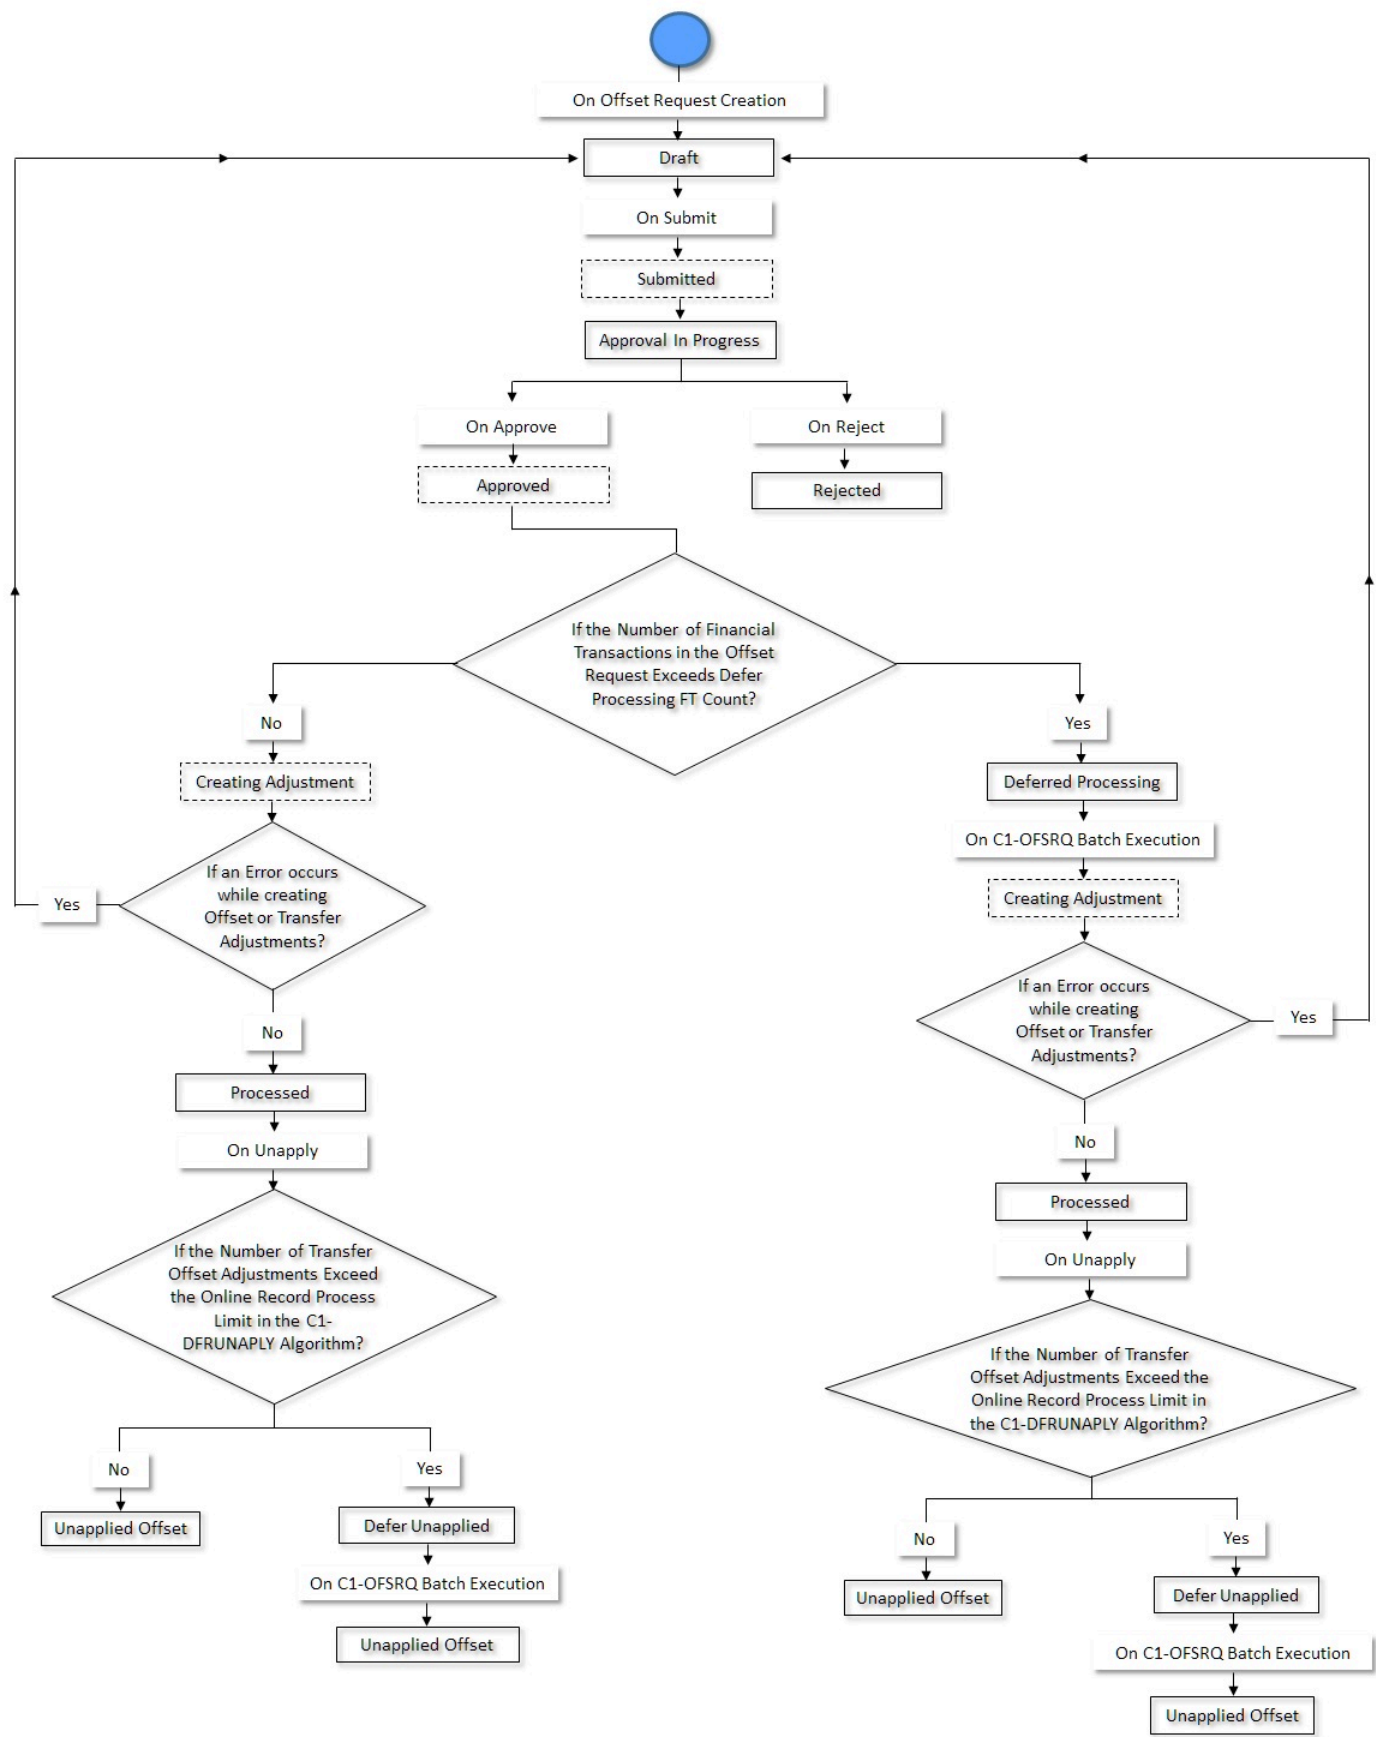 On Offset Request Creation
Draft
On Submit
Submitted
Approval In Progress
On Approve
On Reject
Approved
Rejected
If the Number of Financial
Transactions in the Offset
Request Exceeds Defer
Processing FT Count?
No
Yes
Creating Adjustment
Deferred Processing
On C1-OFSRQ Batch Execution
If an Error occurs
while creating
Offset or Transfer
Adjustments?
Yes
Creating Adjustment
If an Error occurs
while creating
Offset or Transfer
Adjustments?
Yes
No
Processed
No
On Unapply
Processed
If the Number of Transfer
Offset Adjustments Exceed
the Online Record Process
Limit in the C1-
DFRUNAPLY Algorithm?
On Unapply
If the Number of Transfer
Offset Adjustments Exceed the
Online Record Process Limit in
the C1-DFRUNAPLY Algorithm?
No
Yes
Unapplied Offset
Defer Unapplied
On C1-OFSRQ Batch Execution
Unapplied Offset
No
Yes
Unapplied Offset
Defer Unapplied
On C1-OFSRQ Batch Execution
Unapplied Offset